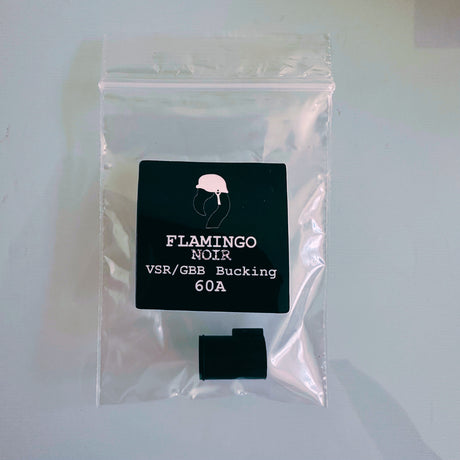 FLAMINGO
NOIR
VSR/GBB Bucking
60A